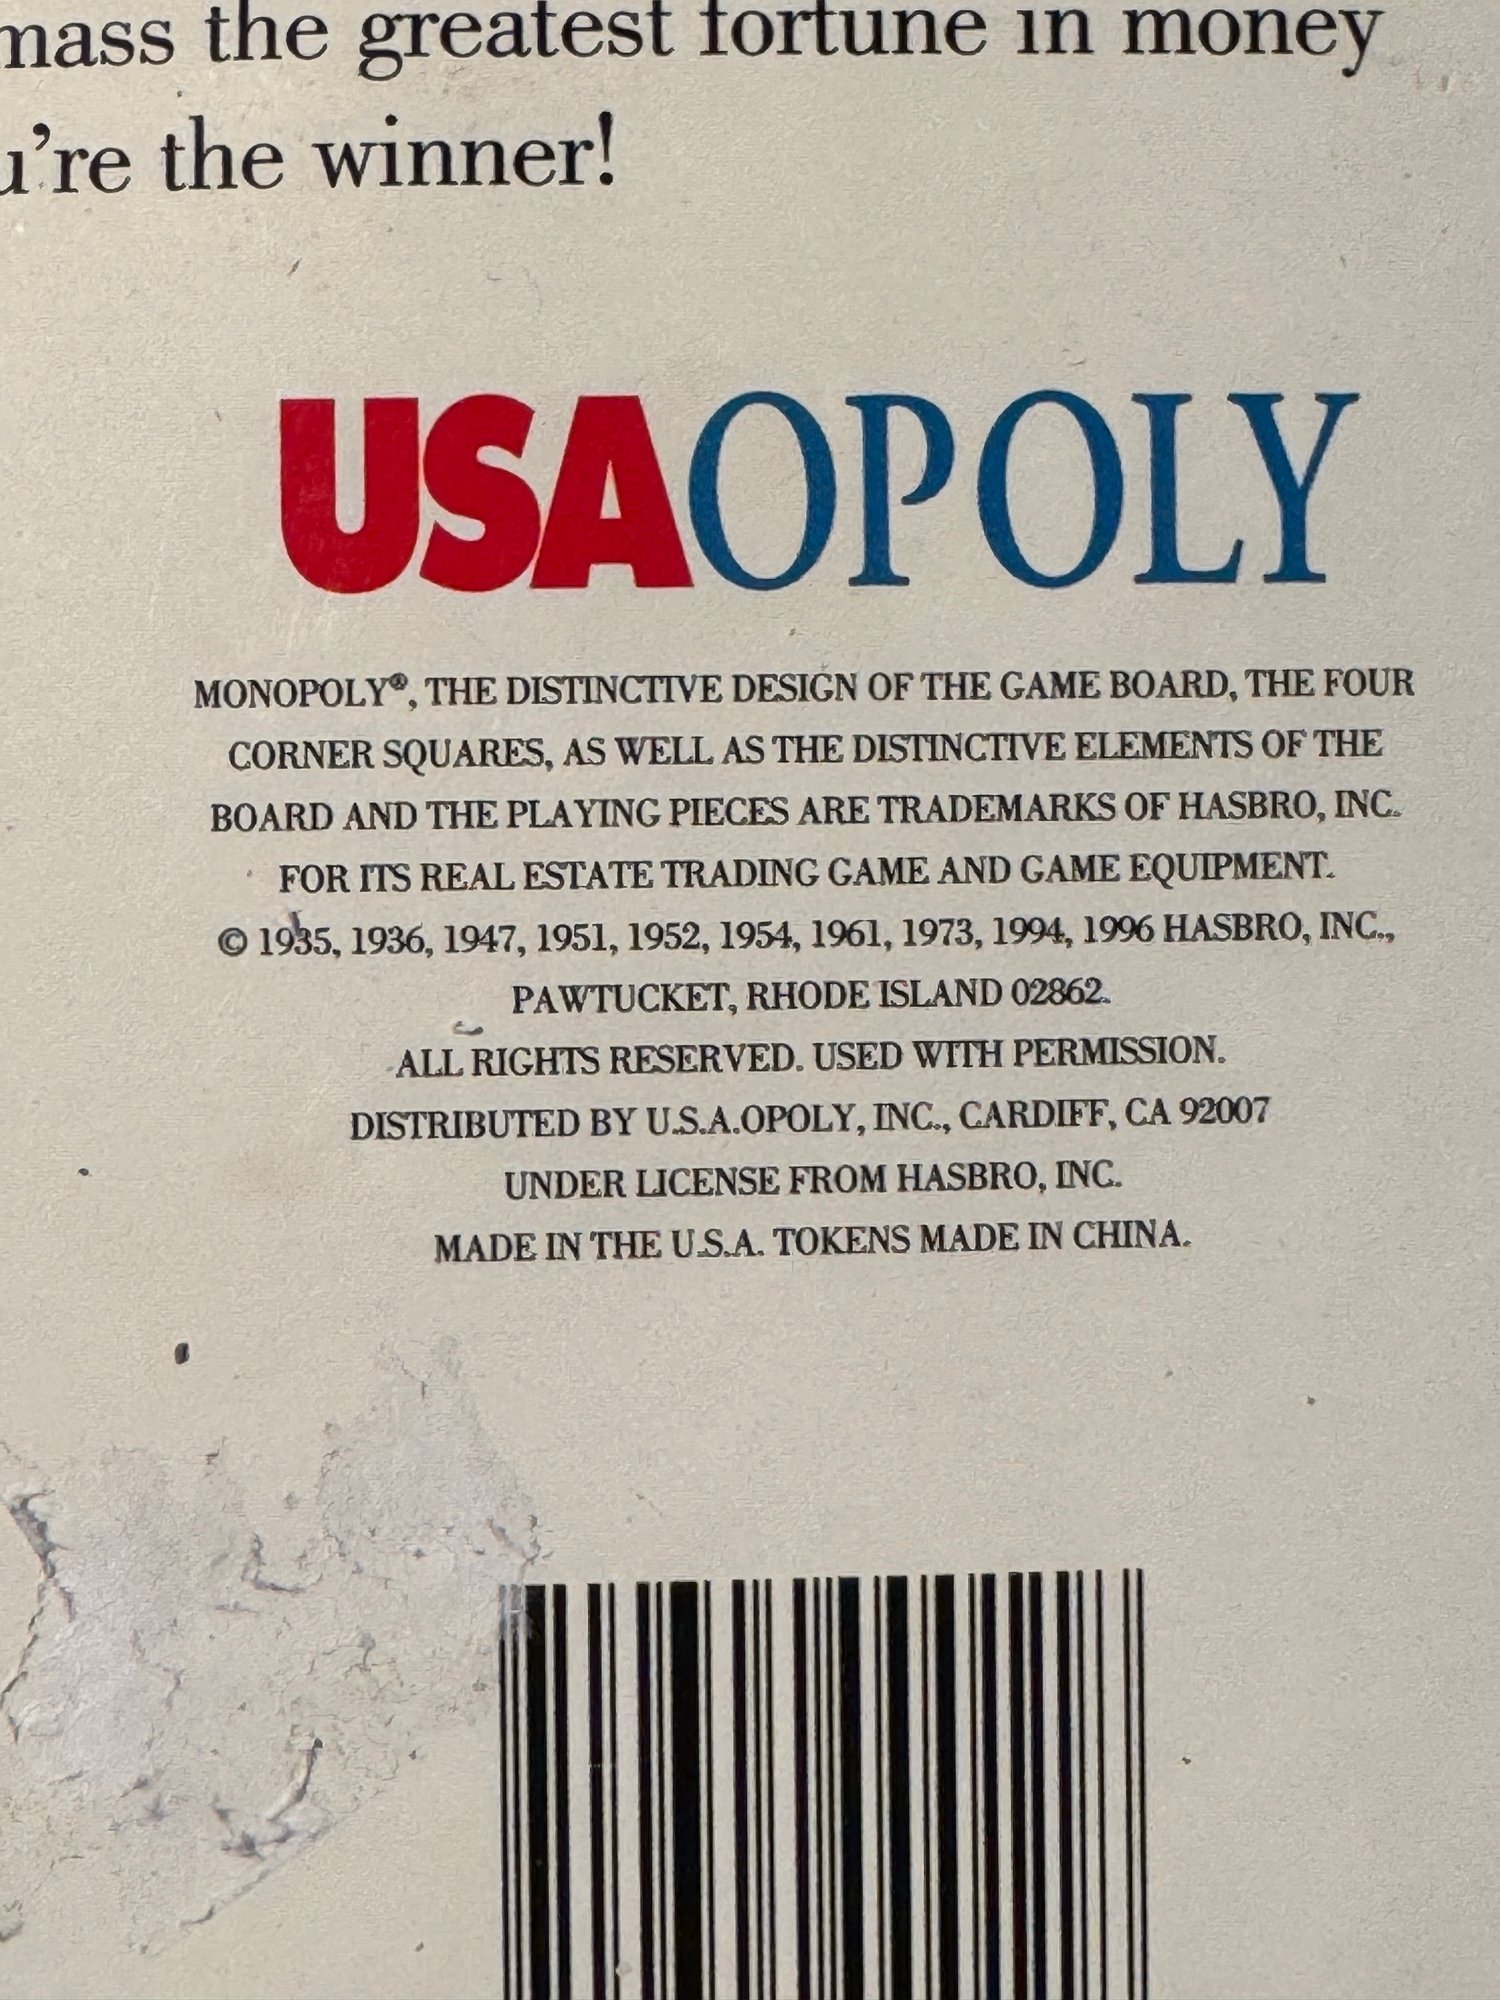 mass the greatest fortune in money
u're the winner!
USAOPOLY
MONOPOLY®, THE DISTINCTIVE DESIGN OF THE GAME BOARD, THE FOUR
CORNER SQUARES, AS WELL AS THE DISTINCTIVE ELEMENTS OF THE
BOARD AND THE PLAYING PIECES ARE TRADEMARKS OF HASBRO, INC.
FOR ITS REAL ESTATE TRADING GAME AND GAME EQUIPMENT.
© 1935, 1936, 1947, 1951, 1952, 1954, 1961, 1973, 1994, 1996 HASBRO, INC.,
PAWTUCKET, RHODE ISLAND 02862.
ALL RIGHTS RESERVED. USED WITH PERMISSION.
DISTRIBUTED BY U.S.A.OPOLY, INC., CARDIFF, CA 92007
UNDER LICENSE FROM HASBRO, INC.
MADE IN THE U.S.A. TOKENS MADE IN CHINA.